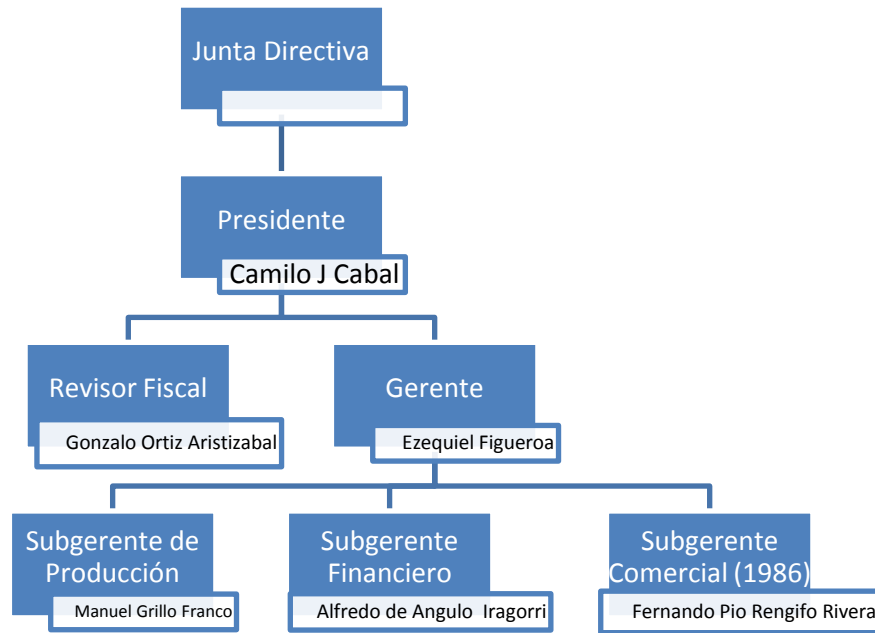 Junta Directiva
Presidente
Camilo J Cabal
Revisor Fiscal
Gonzalo Ortiz Aristizabal
Gerente
Ezequiel Figueroa
Subgerente de
Producción
Manuel Grillo Franco
Subgerente
Financiero
Alfredo de Angulo Iragorri
Subgerente
Comercial (1986)
Fernando Pio Rengifo Rivera